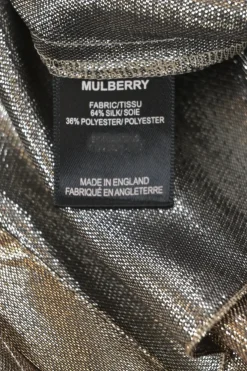 MULBERRY
FABRIC/TISSU
64% SILK/SOIE
36% POLYESTER/POLYESTER
MADE IN ENGLAND
FABRIQUÉ EN ANGLETERRE